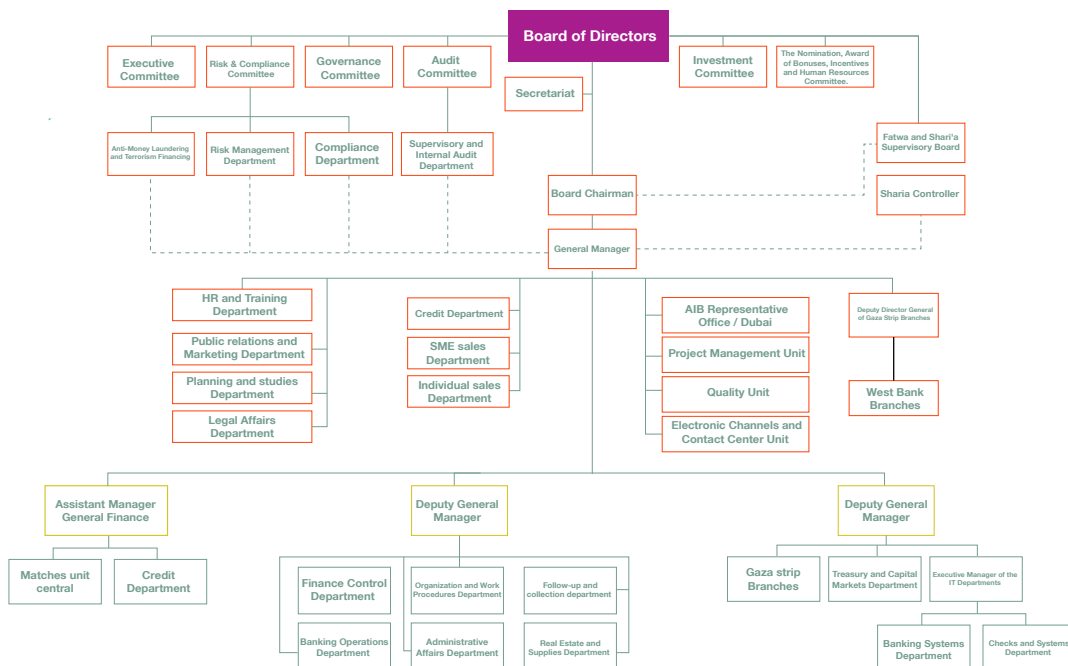 Board of Directors
Executive
Committee
Risk & Compliance
Committee
Governance
Committee
Audit
Committee
Investment
Committee
The Nomination, Award
of Bonuses, Incentives
and Human Resources
Committee.
Secretariat
Anti-Money Laundering
and Terrorism Financing
Risk Management
Department
Compliance
Department
Supervisory and
Internal Audit
Department
Fatwa and Shari'a
Supervisory Board
Board Chairman
Sharia Controller
General Manager
HR and Training
Department
Public relations and
Marketing Department
Planning and studies
Department
Legal Affairs
Department
Credit Department
SME sales
Department
Individual sales
Department
AIB Representative
Office / Dubai
Project Management Unit
Quality Unit
Electronic Channels and
Contact Center Unit
Deputy Director General
of Gaza Strip Branches
West Bank
Branches
Assistant Manager
General Finance
Deputy General
Manager
Deputy General
Manager
Matches unit
central
Credit
Department
Finance Control
Department
Organization and Work
Procedures Department
Follow-up and
collection department
Banking Operations
Department
Administrative
Affairs Department
Real Estate and
Supplies Department
Gaza strip
Branches
Treasury and Capital
Markets Department
Executive Manager of the
IT Departments
Banking Systems
Department
Checks and Systems
Department